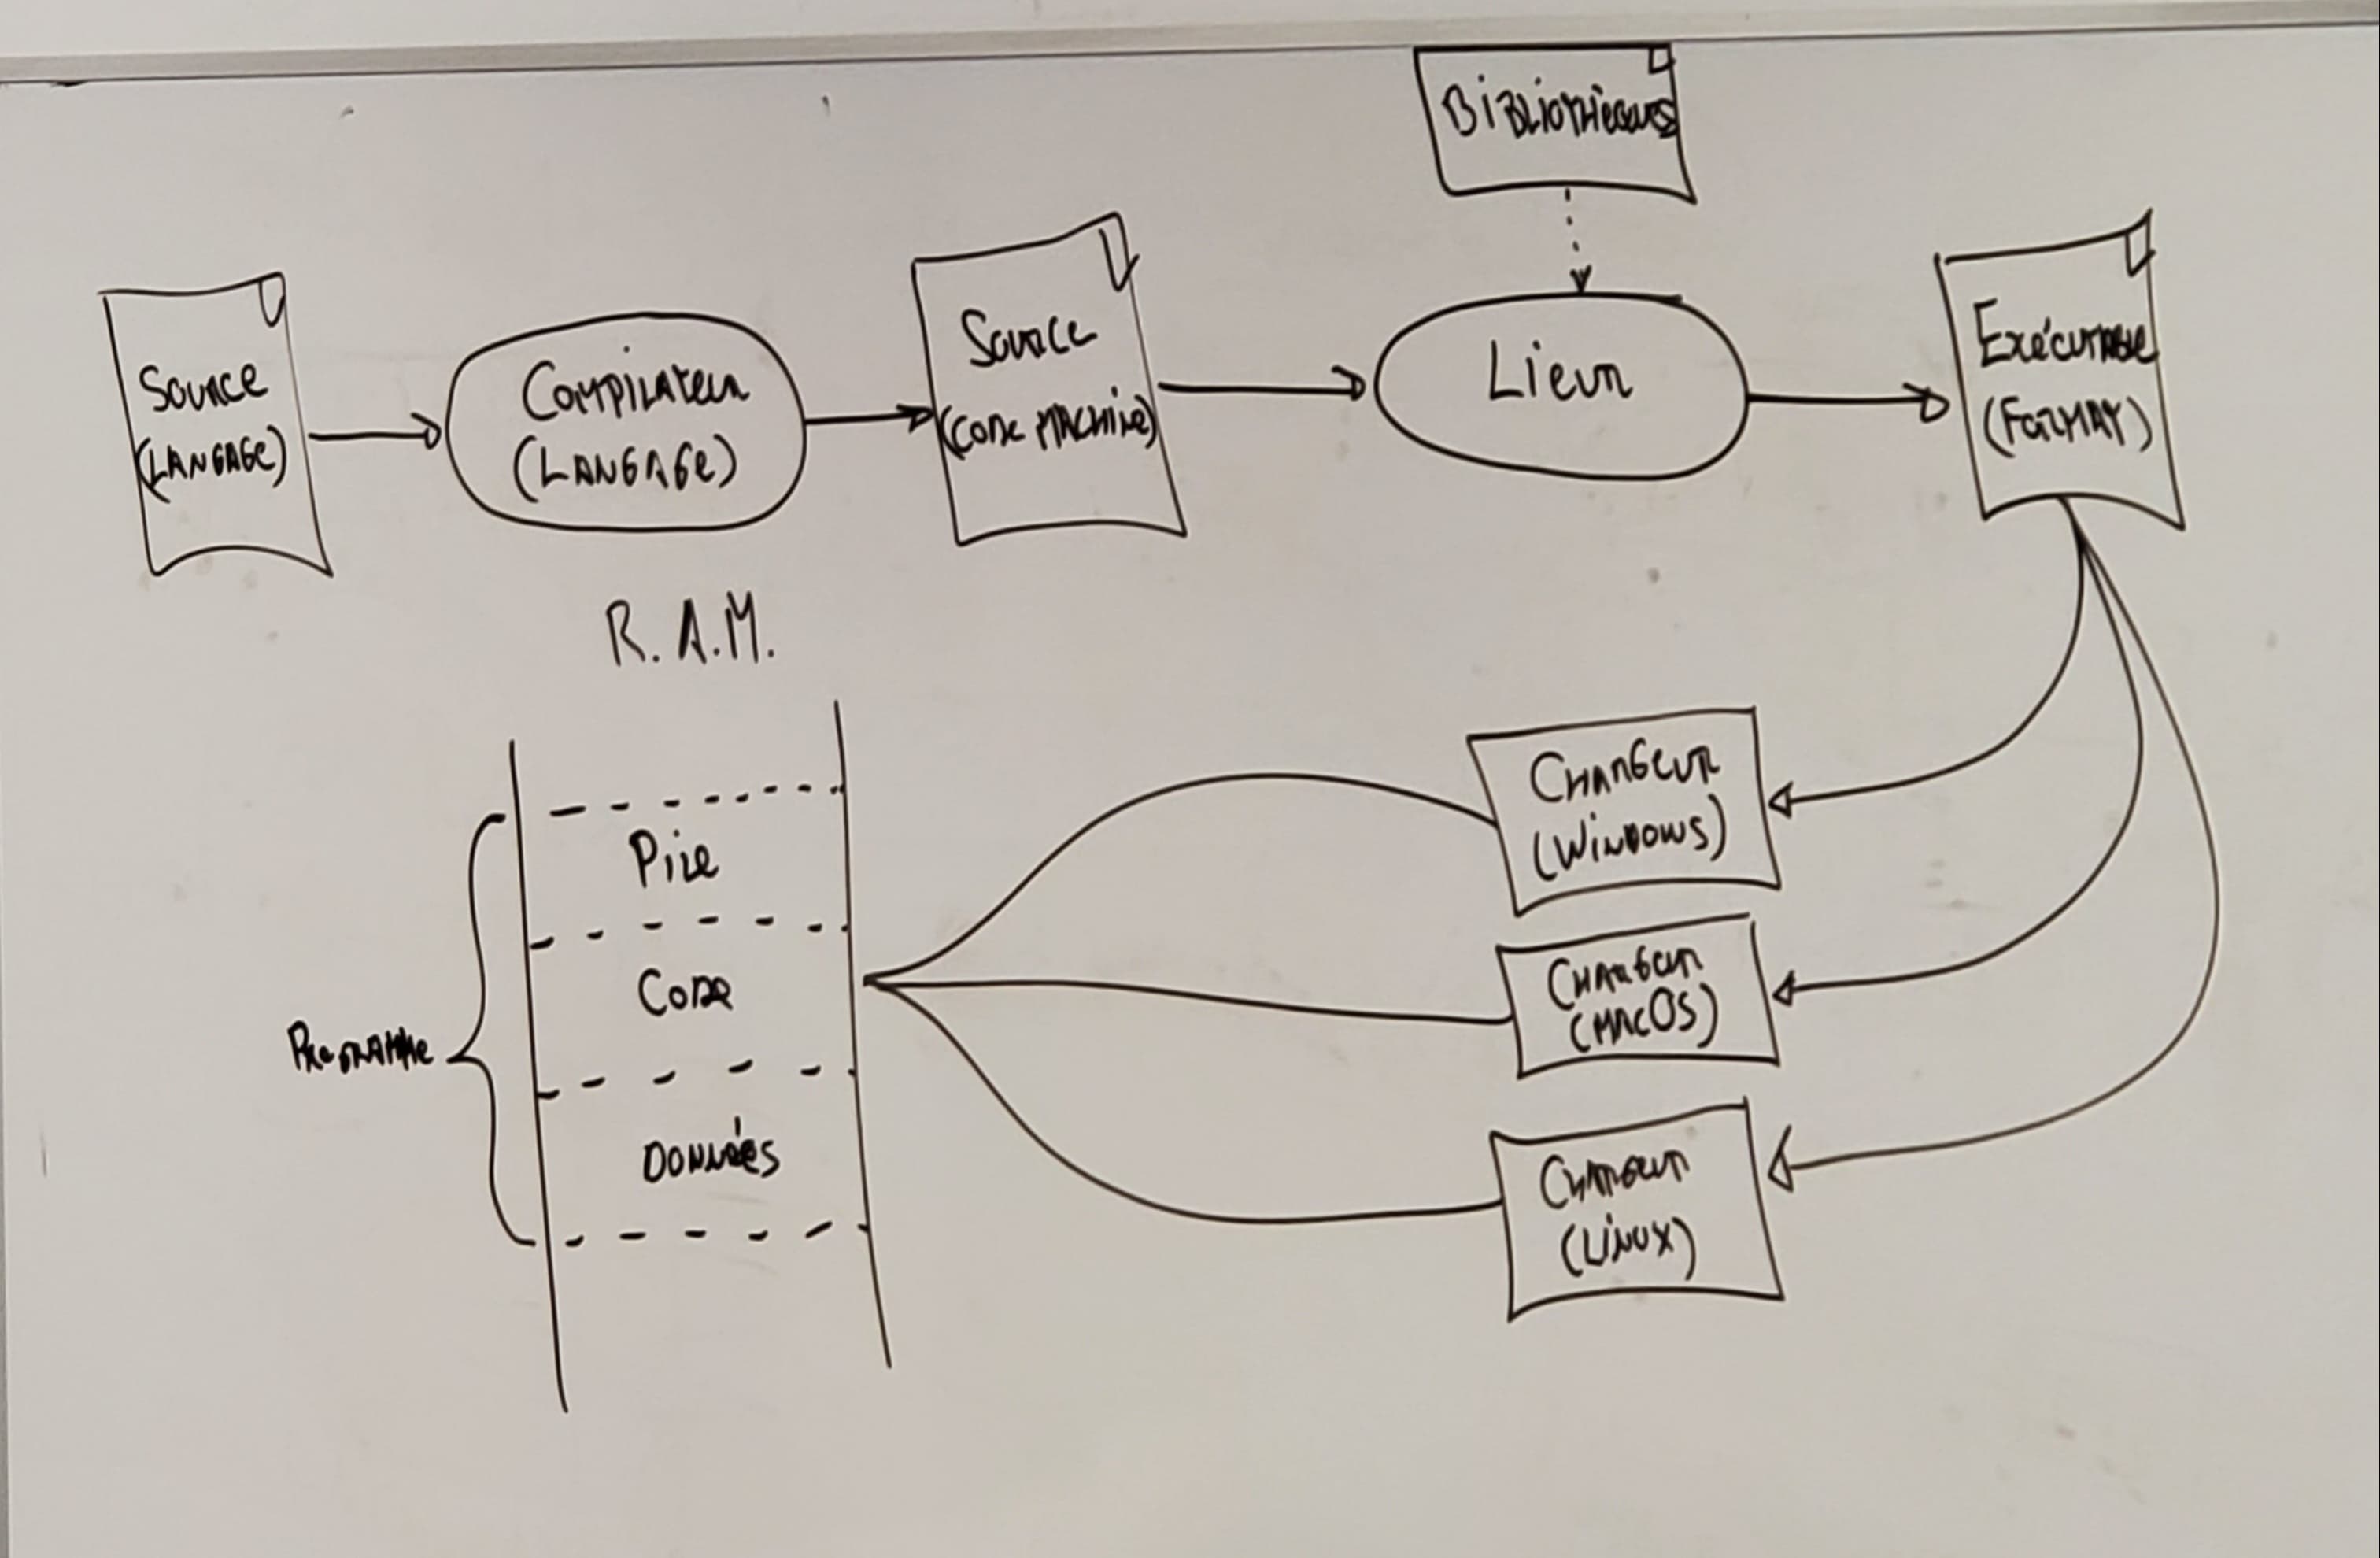 Bibliothèques
Source
(Langage)
Compilateur
(Langage)
Source
(Code Machine)
Lieur
Exécutable
(Format)
R.A.M.
Pile
Code
Données
Programme
Chargeur
(Windows)
Chargeur
(MacOS)
Chargeur
(Linux)